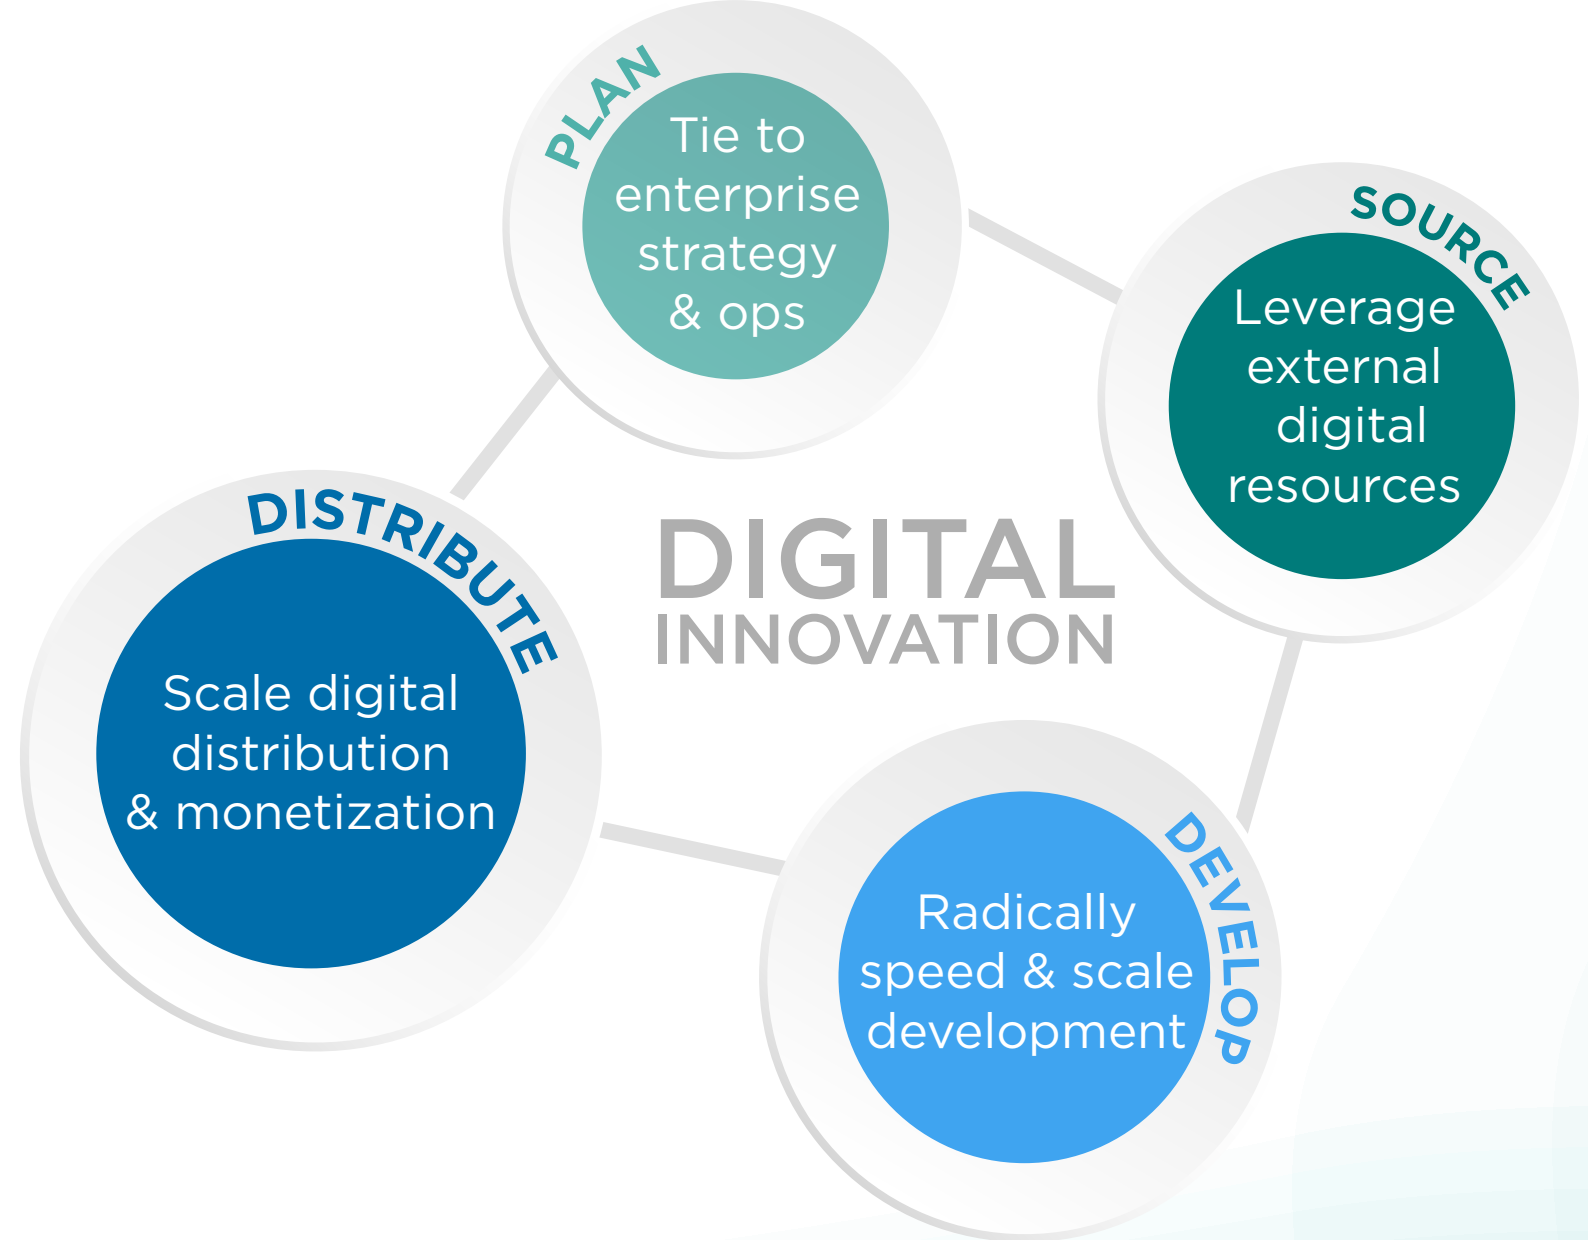 PLAN
Tie to
enterprise
strategy
& ops
SOURCE
Leverage
external
digital
resources
DIGITAL
INNOVATION
DISTRIBUTE
Scale digital
distribution
& monetization
DEVELOP
Radically
speed & scale
development